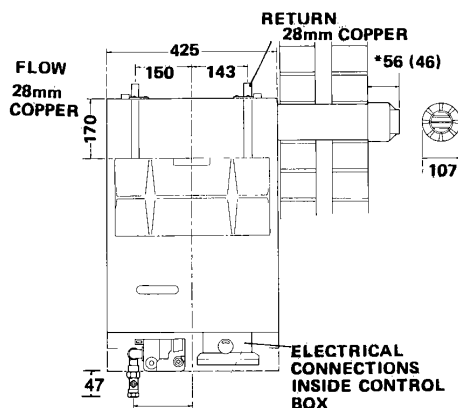 RETURN
28mm COPPER
425
*56 (46)
FLOW
150
143
28mm
COPPER
170
107
ELECTRICAL
CONNECTIONS
INSIDE CONTROL
BOX
47